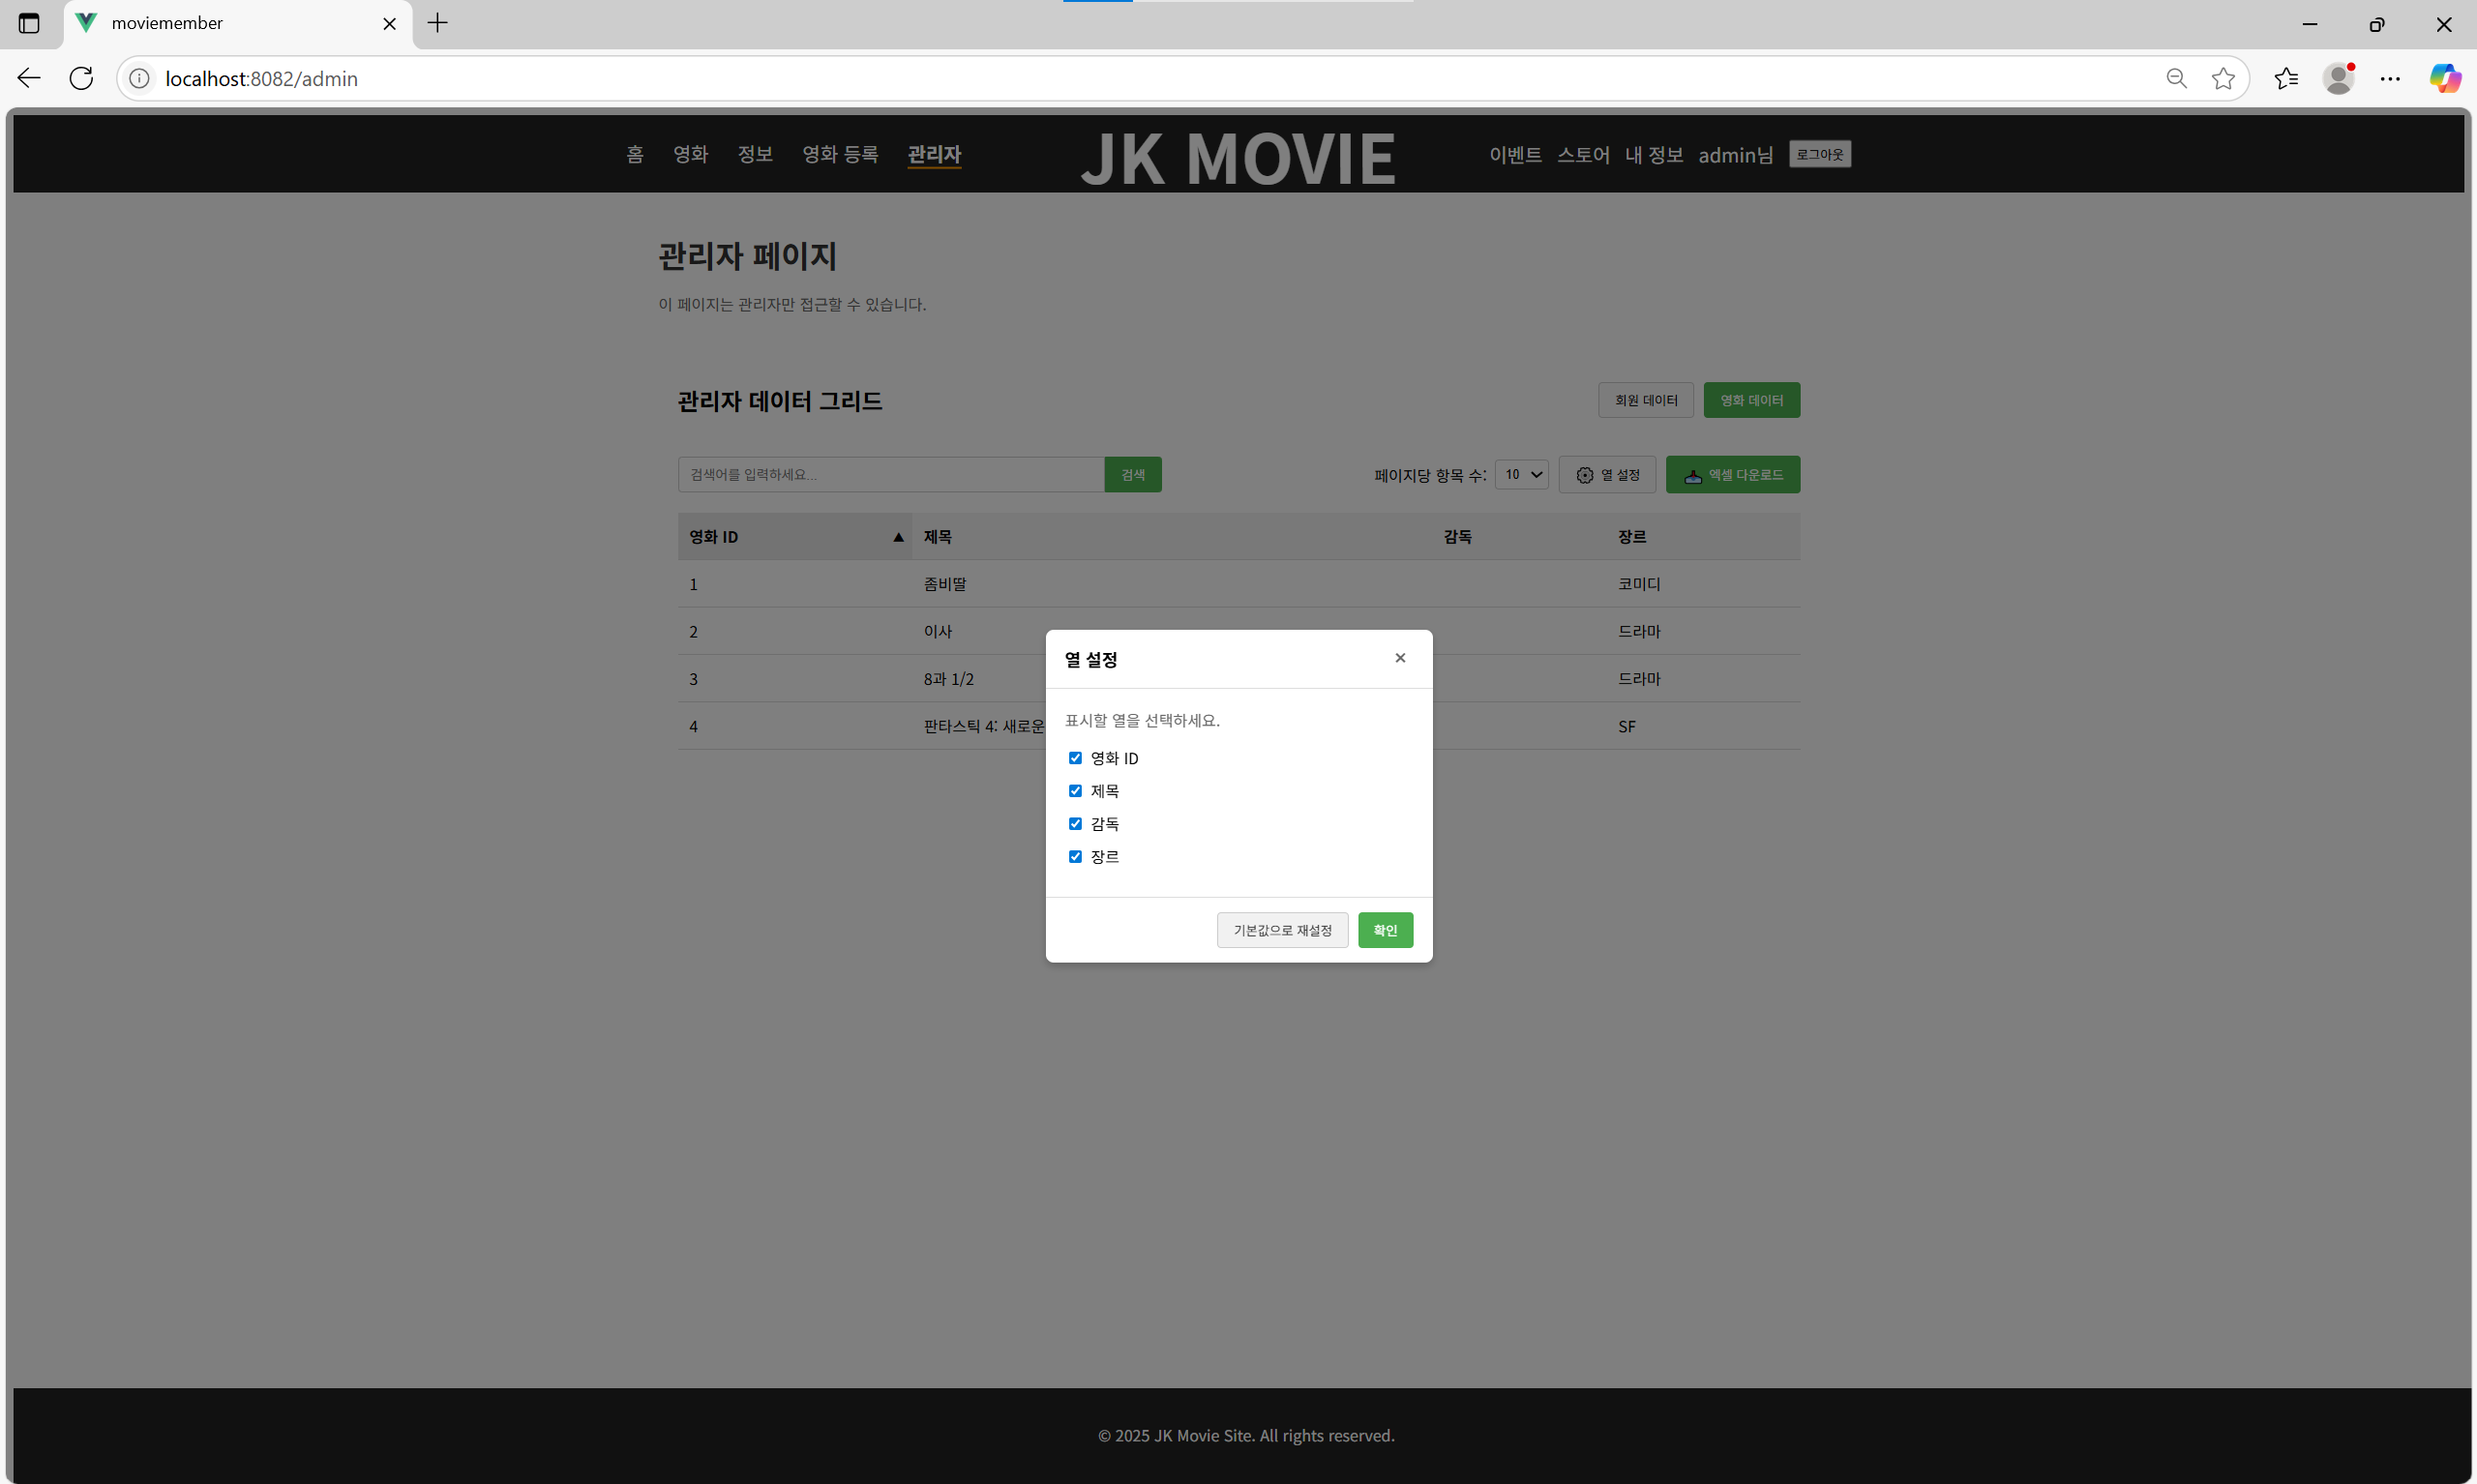 moviemember
localhost:8082/admin
홈 영화 정보 영화 등록 관리자
JK MOVIE
이벤트 스토어 내 정보 admin님 로그아웃
관리자 페이지
이 페이지는 관리자만 접근할 수 있습니다.
관리자 데이터 그리드
회원 데이터 영화 데이터
검색어를 입력하세요... 검색
페이지당 항목 수: 10 열 설정 엑셀 다운로드
영화 ID ▲ 제목 감독 장르
1 좀비딸 코미디
2 이사 드라마
3 8과 1/2 드라마
4 판타스틱 4: 새로운 SF
열 설정 ×
표시할 열을 선택하세요.
영화 ID
제목
감독
장르
기본값으로 재설정 확인
© 2025 JK Movie Site. All rights reserved.